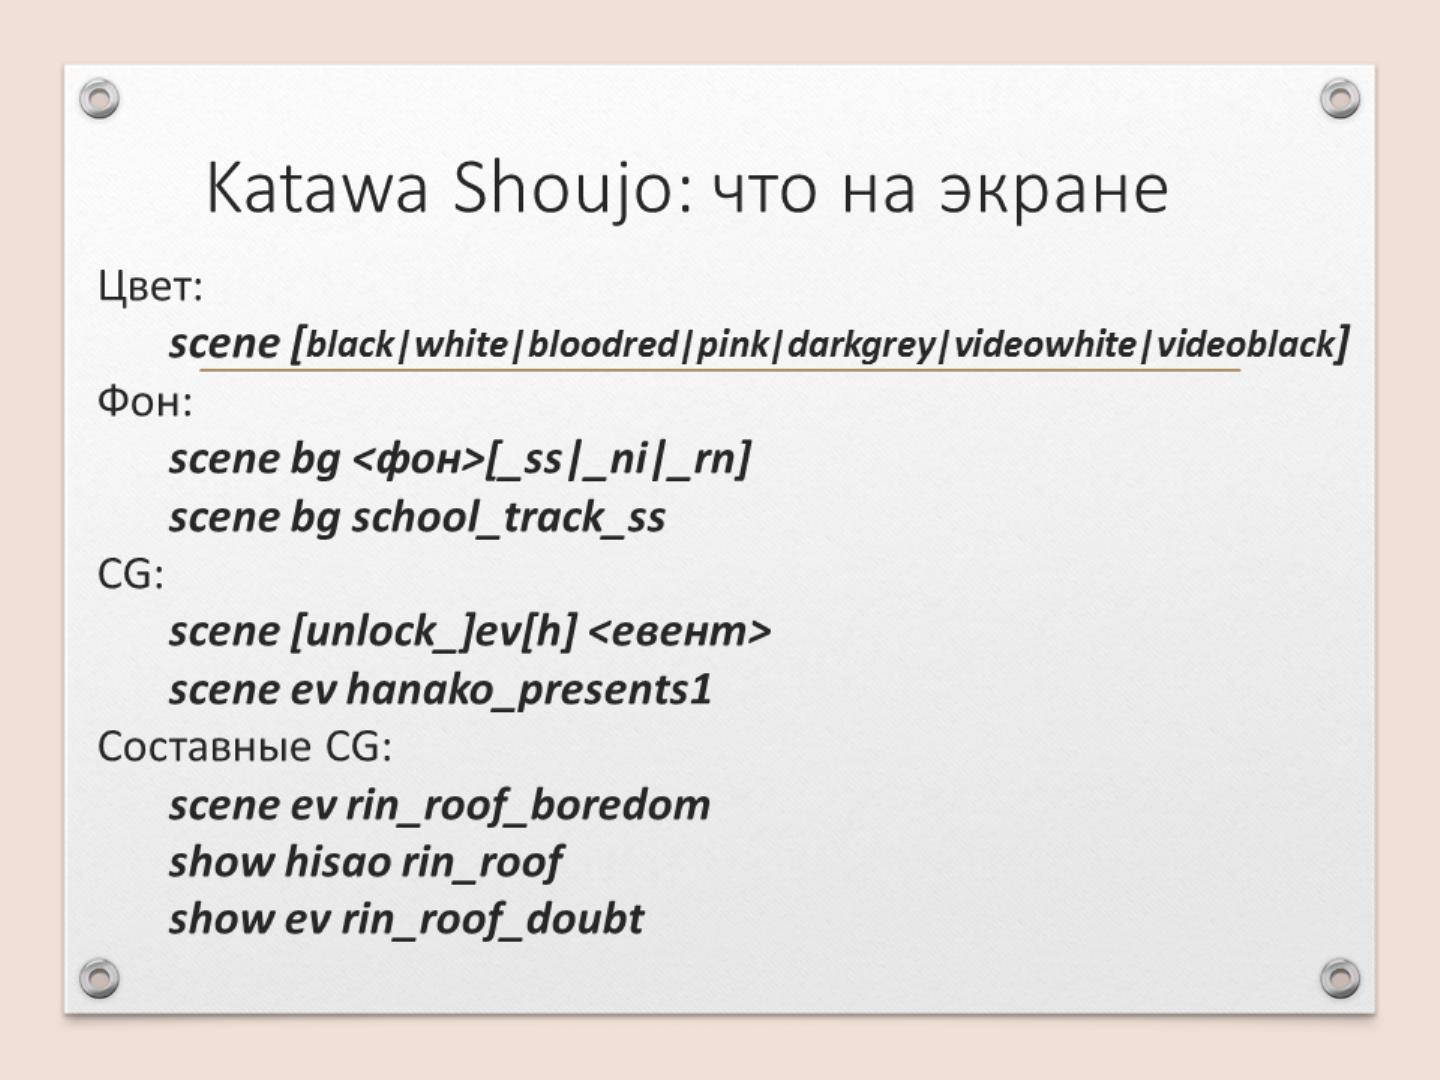 Katawa Shoujo: что на экране
Цвет:
scene [black|white|bloodred|pink|darkgrey|videowhite|videoblack]
Фон:
scene bg <фон>[_ss|_ni|_rn]
scene bg school_track_ss
CG:
scene [unlock_]ev[h] <евент>
scene ev hanako_presents1
Составные CG:
scene ev rin_roof_boredom
show hisao rin_roof
show ev rin_roof_doubt